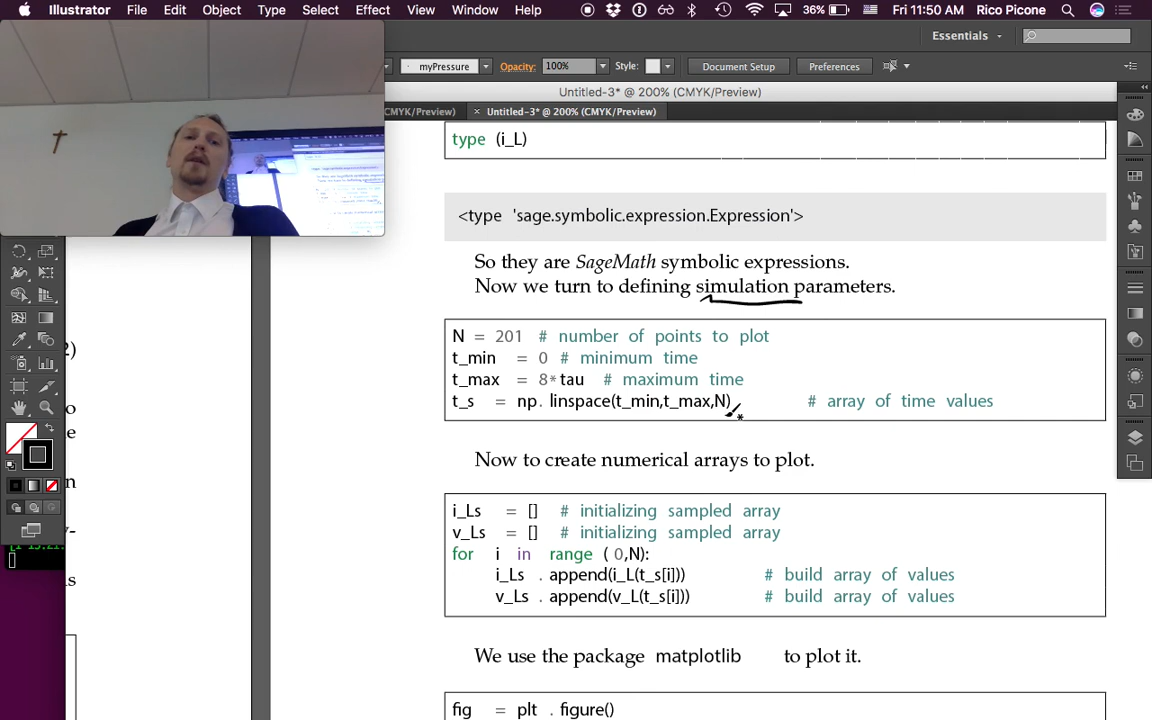 Illustrator File Edit Object Type Select Effect View Window Help 36% Fri 11:50 AM Rico Picone
Essentials
myPressure Opacity: 100% Style: Document Setup Preferences
Untitled-3* @ 200% (CMYK/Preview)
CMYK/Preview) × Untitled-3* @ 200% (CMYK/Preview)
type (i_L)
<type 'sage.symbolic.expression.Expression'>
So they are SageMath symbolic expressions.
Now we turn to defining simulation parameters.
N = 201 # number of points to plot
t_min = 0 # minimum time
t_max = 8*tau # maximum time
t_s = np. linspace(t_min,t_max,N) # array of time values
Now to create numerical arrays to plot.
i_Ls = [] # initializing sampled array
v_Ls = [] # initializing sampled array
for i in range ( 0,N):
i_Ls . append(i_L(t_s[i])) # build array of values
v_Ls . append(v_L(t_s[i])) # build array of values
We use the package matplotlib to plot it.
fig = plt . figure()
2)
o
e
n
y-
s